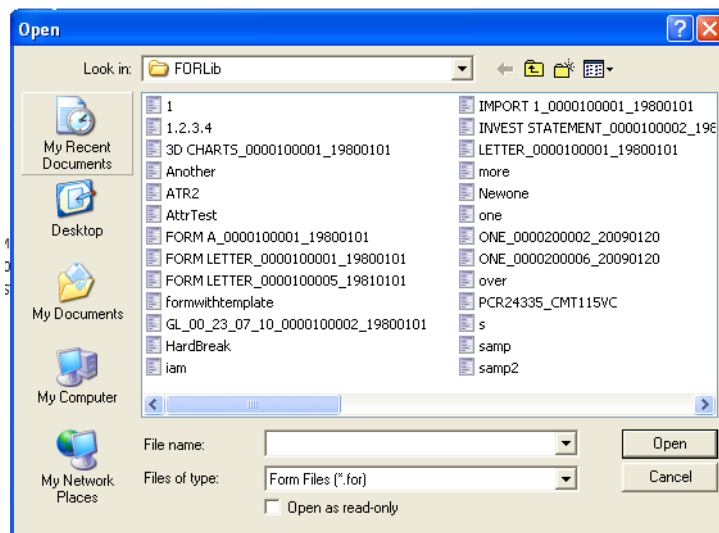 Open
Look in: FORLib
My Recent
Documents
Desktop
My Documents
My Computer
My Network
Places
1
1.2.3.4
3D CHARTS_0000100001_19800101
Another
ATR2
AttrTest
FORM A_0000100001_19800101
FORM LETTER_0000100001_19800101
FORM LETTER_0000100005_19810101
formwithtemplate
GL_00_23_07_10_0000100002_19800101
HardBreak
iam
IMPORT 1_0000100001_19800101
INVEST STATEMENT_0000100002_198
LETTER_0000100001_19800101
more
Newone
one
ONE_0000200002_20090120
ONE_0000200006_20090120
over
PCR24335_CMT115VC
s
samp
samp2
File name:
Open
Files of type: Form Files (*.for)
Cancel
Open as read-only